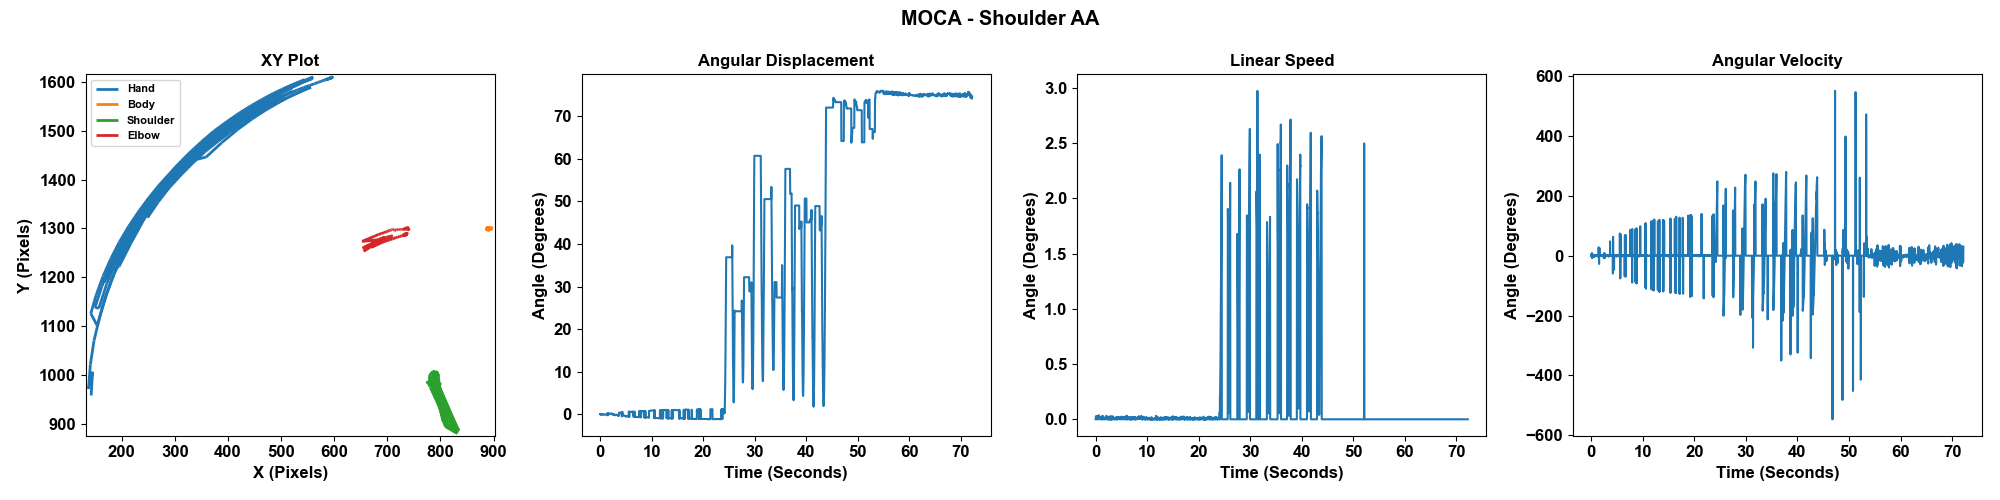 MOCA - Shoulder AA
XY Plot
Y (Pixels)
1600
1500
1400
1300
1200
1100
1000
900
Hand
Body
Shoulder
Elbow
200 300 400 500 600 700 800 900
X (Pixels)
Angular Displacement
Angle (Degrees)
70
60
50
40
30
20
10
0
0 10 20 30 40 50 60 70
Time (Seconds)
Linear Speed
Angle (Degrees)
3.0
2.5
2.0
1.5
1.0
0.5
0.0
0 10 20 30 40 50 60 70
Time (Seconds)
Angular Velocity
Angle (Degrees)
600
400
200
0
−200
−400
−600
0 10 20 30 40 50 60 70
Time (Seconds)